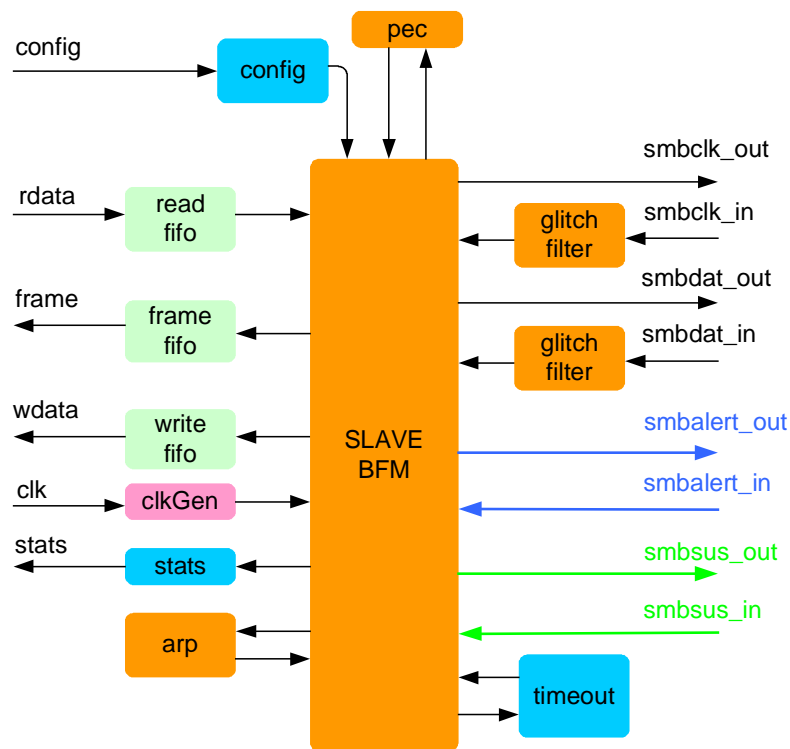 pec
config
config
smbclk_out
rdata
read
fifo
glitch
filter
smbclk_in
frame
frame
fifo
smbdat_out
glitch
filter
smbdat_in
wdata
write
fifo
SLAVE
BFM
smbalert_out
clk
clkGen
smbalert_in
stats
stats
smbsus_out
arp
smbsus_in
timeout